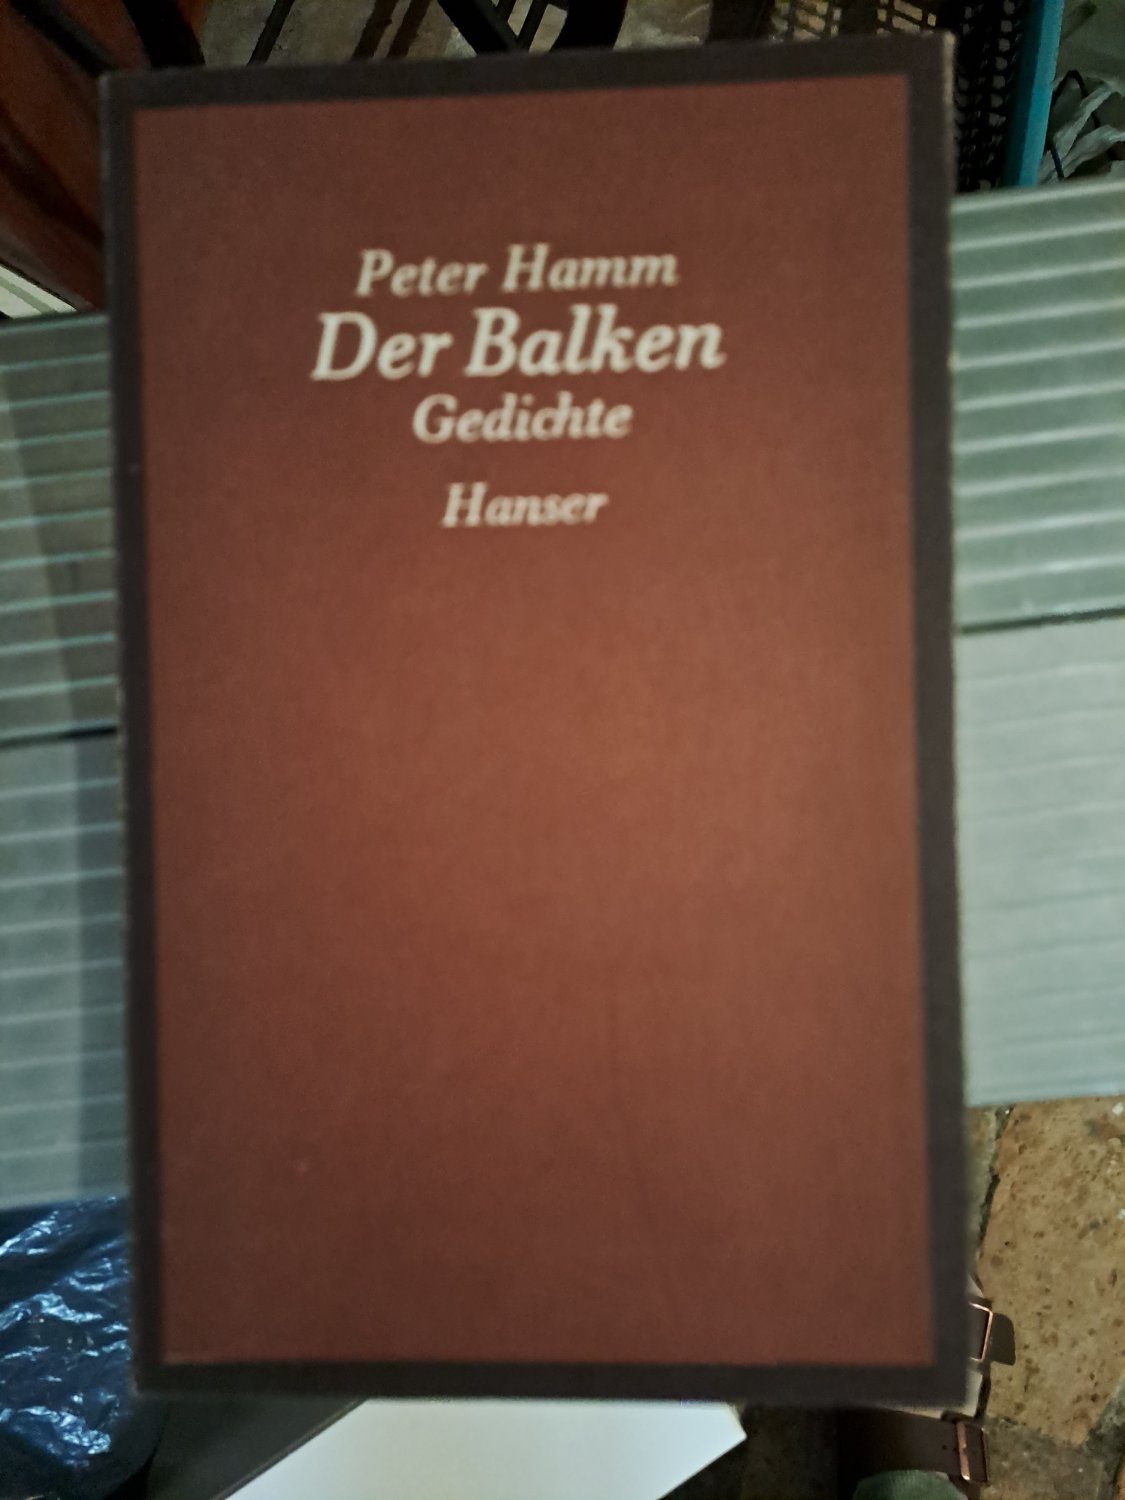 Peter Hamm
Der Balken
Gedichte
Hanser